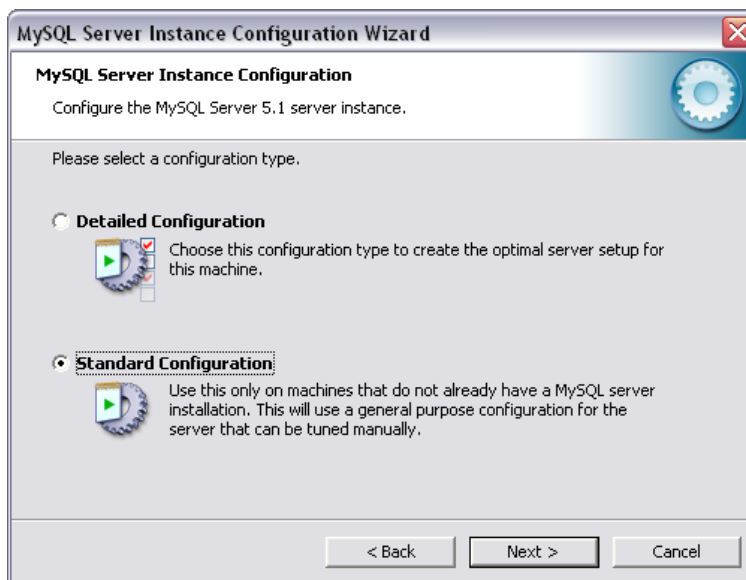 MySQL Server Instance Configuration Wizard
MySQL Server Instance Configuration
Configure the MySQL Server 5.1 server instance.
Please select a configuration type.
Detailed Configuration
Choose this configuration type to create the optimal server setup for
this machine.
Standard Configuration
Use this only on machines that do not already have a MySQL server
installation. This will use a general purpose configuration for the
server that can be tuned manually.
< Back
Next >
Cancel